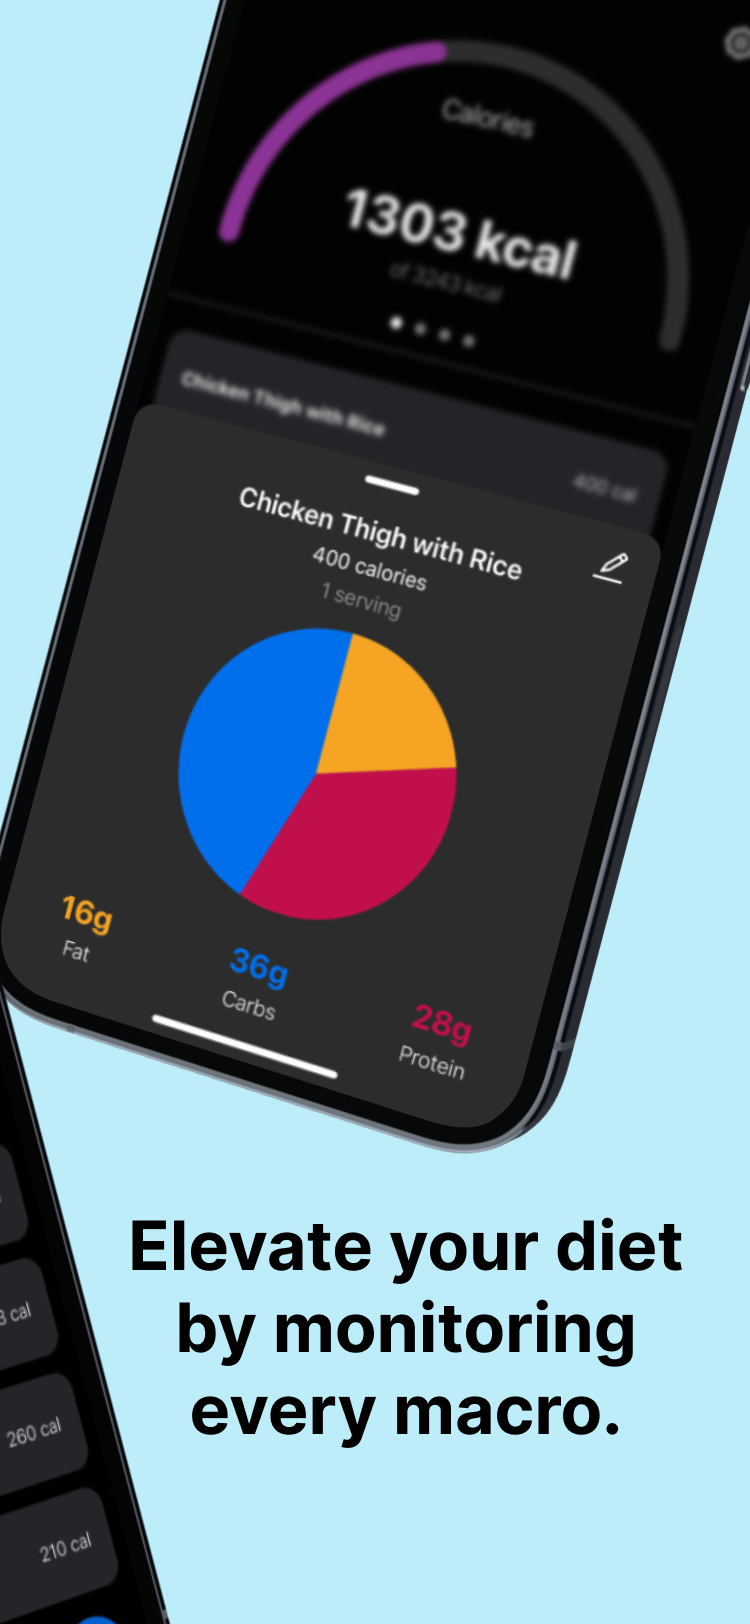 Calories
1303 kcal
of 3243 kcal
Chicken Thigh with Rice
400 cal
Chicken Thigh with Rice
400 calories
1 serving
16g
Fat
36g
Carbs
28g
Protein
Elevate your diet
by monitoring
every macro.
cal
260 cal
210 cal